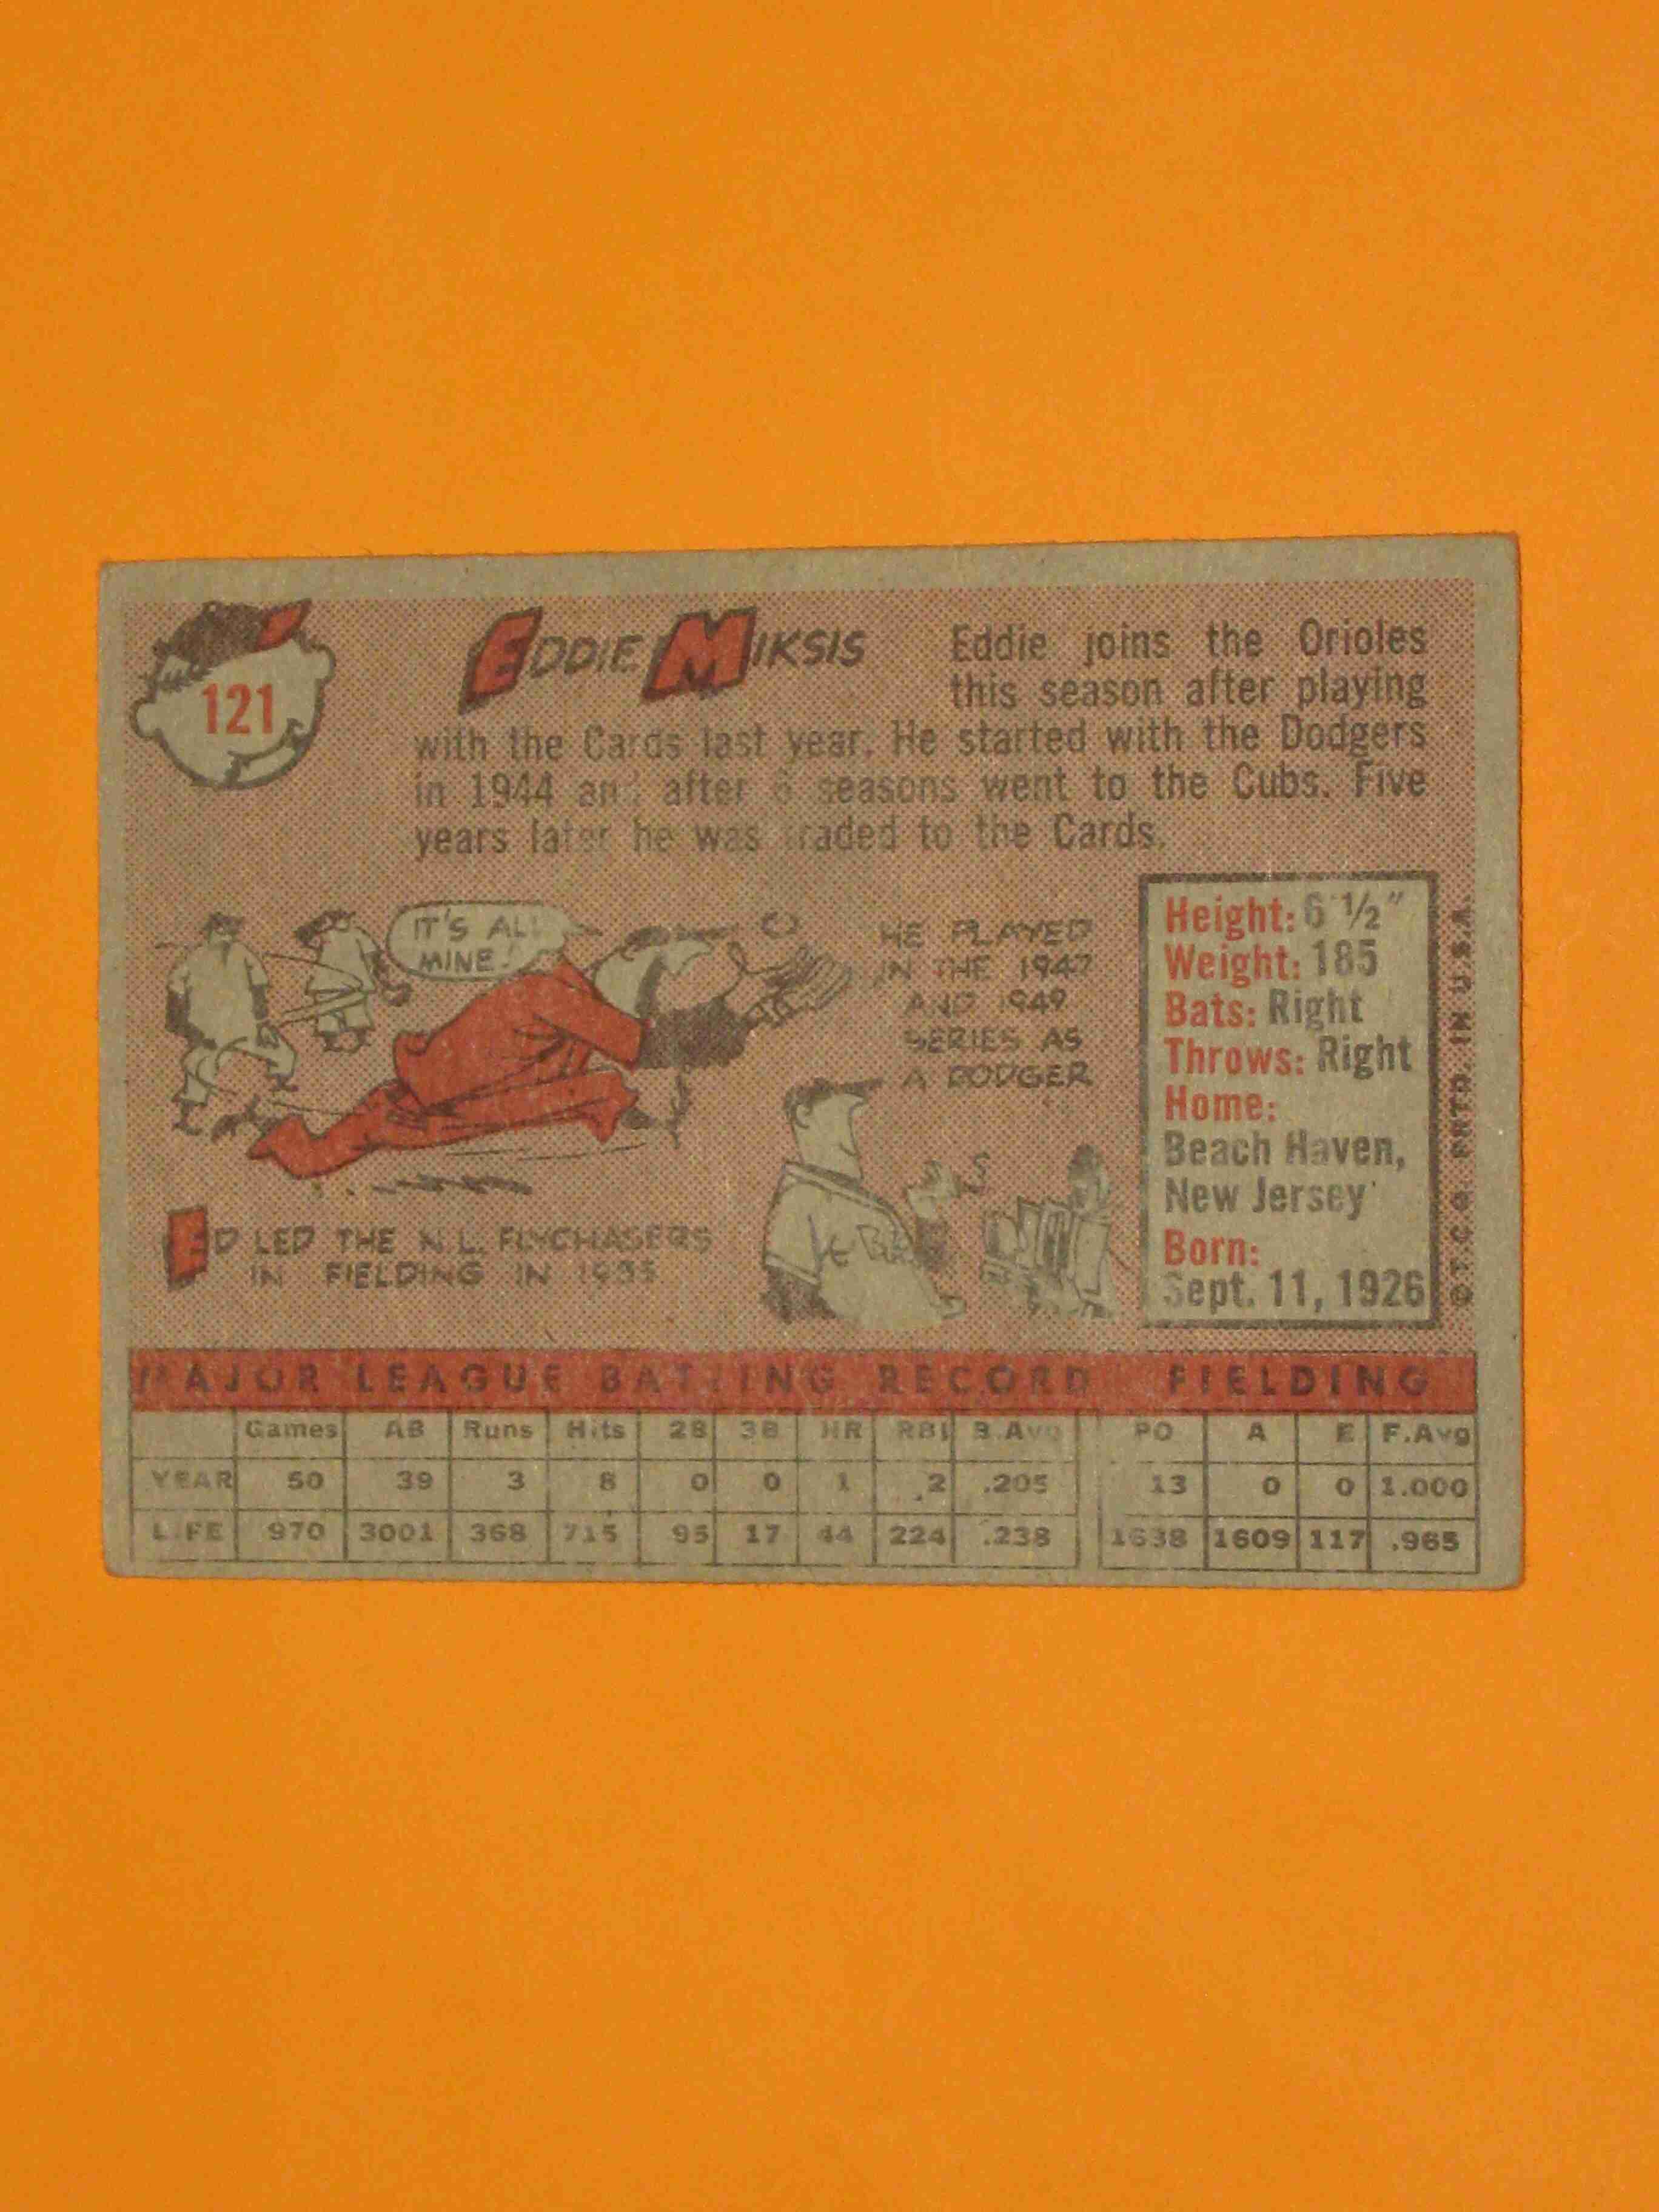 121
EDDIE MIKSIS
Eddie joins the Orioles
this season after playing
with the Cards last year. He started with the Dodgers
in 1944 and after 6 seasons went to the Cubs. Five
years later he was traded to the Cards.
IT'S ALL
MINE!
HE PLAYED
IN THE 1947
AND 1949
SERIES AS
A DODGER
ED LED THE N.L. FLYCHASERS
IN FIELDING IN 1955
Height: 6' 1/2"
Weight: 185
Bats: Right
Throws: Right
Home:
Beach Haven,
New Jersey
Born:
Sept. 11, 1926
© T.C.G. PRTD. IN U.S.A.
MAJOR LEAGUE BATTING RECORD FIELDING
Games AB Runs Hits 2B 3B HR RBI B.Avg PO A E F.Avg
YEAR 50 39 3 8 0 0 1 2 .205 13 0 0 1.000
LIFE 970 3001 368 715 95 17 44 224 .238 1638 1609 117 .965